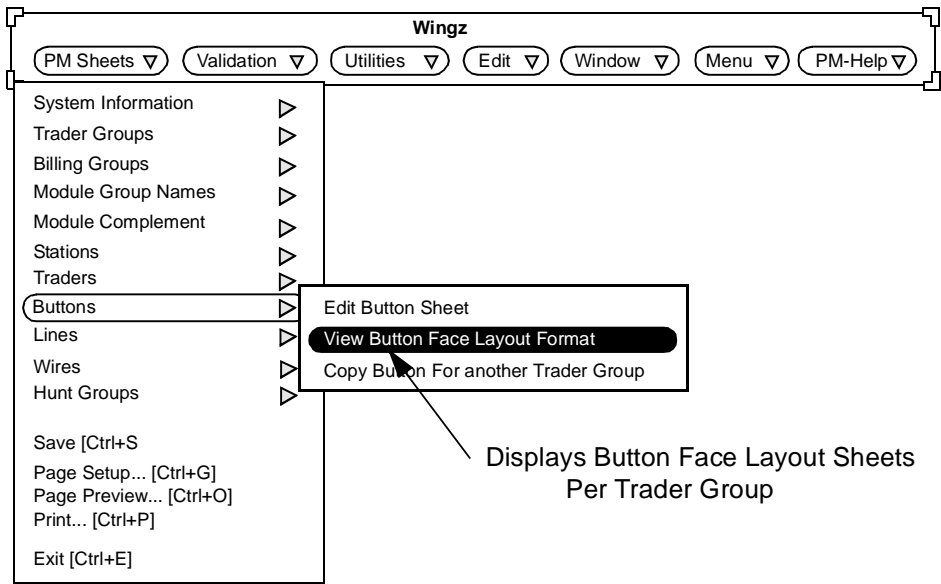 Wingz
PM Sheets Validation Utilities Edit Window Menu PM-Help
System Information
Trader Groups
Billing Groups
Module Group Names
Module Complement
Stations
Traders
Buttons
Lines
Wires
Hunt Groups
Edit Button Sheet
View Button Face Layout Format
Copy Button For another Trader Group
Save [Ctrl+S
Page Setup... [Ctrl+G]
Page Preview... [Ctrl+O]
Print... [Ctrl+P]
Exit [Ctrl+E]
Displays Button Face Layout Sheets
Per Trader Group